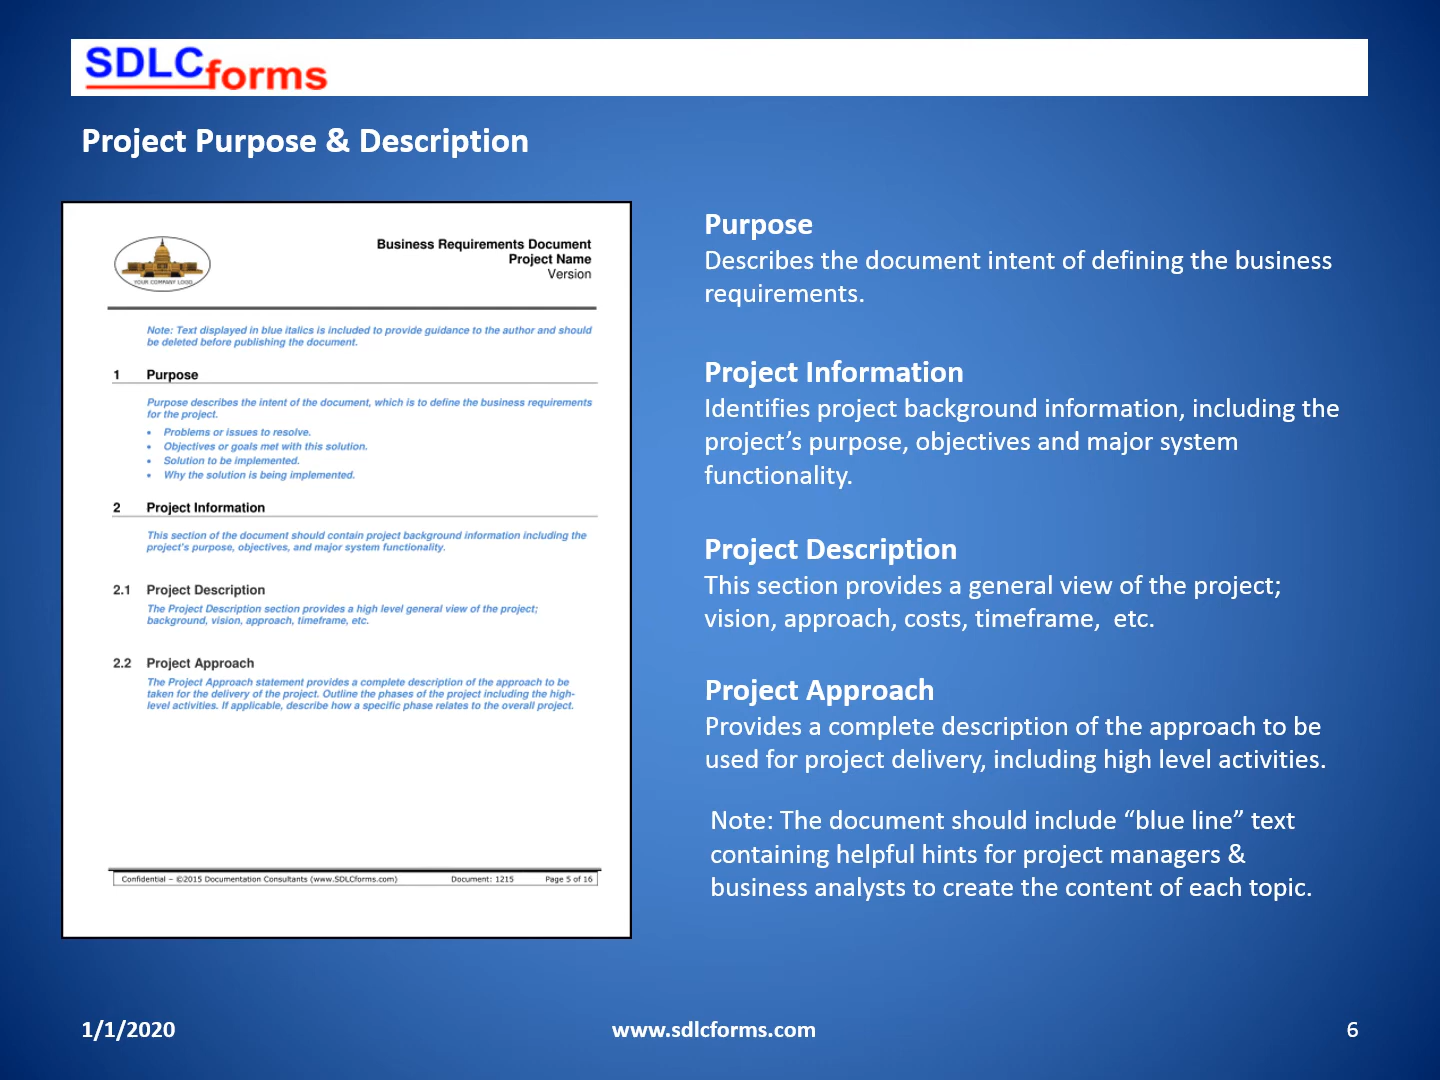 SDLCforms
Project Purpose & Description
Business Requirements Document
Project Name
Version
YOUR COMPANY LOGO
Note: Text displayed in blue italics is included to provide guidance to the author and should
be deleted before publishing the document.
1 Purpose
Purpose describes the intent of the document, which is to define the business requirements
for the project.
• Problems or issues to resolve.
• Objectives or goals met with this solution.
• Solution to be implemented.
• Why the solution is being implemented.
2 Project Information
This section of the document should contain project background information including the
project's purpose, objectives, and major system functionality.
2.1 Project Description
The Project Description section provides a high level general view of the project;
background, vision, approach, timeframe, etc.
2.2 Project Approach
The Project Approach statement provides a complete description of the approach to be
taken for the delivery of the project. Outline the phases of the project including the high-
level activities. If applicable, describe how a specific phase relates to the overall project.
Confidential – ©2015 Documentation Consultants (www.SDLCforms.com) Document: 1215 Page 5 of 16
Purpose
Describes the document intent of defining the business
requirements.
Project Information
Identifies project background information, including the
project’s purpose, objectives and major system
functionality.
Project Description
This section provides a general view of the project;
vision, approach, costs, timeframe,  etc.
Project Approach
Provides a complete description of the approach to be
used for project delivery, including high level activities.
Note: The document should include “blue line” text
containing helpful hints for project managers &
business analysts to create the content of each topic.
1/1/2020 www.sdlcforms.com 6